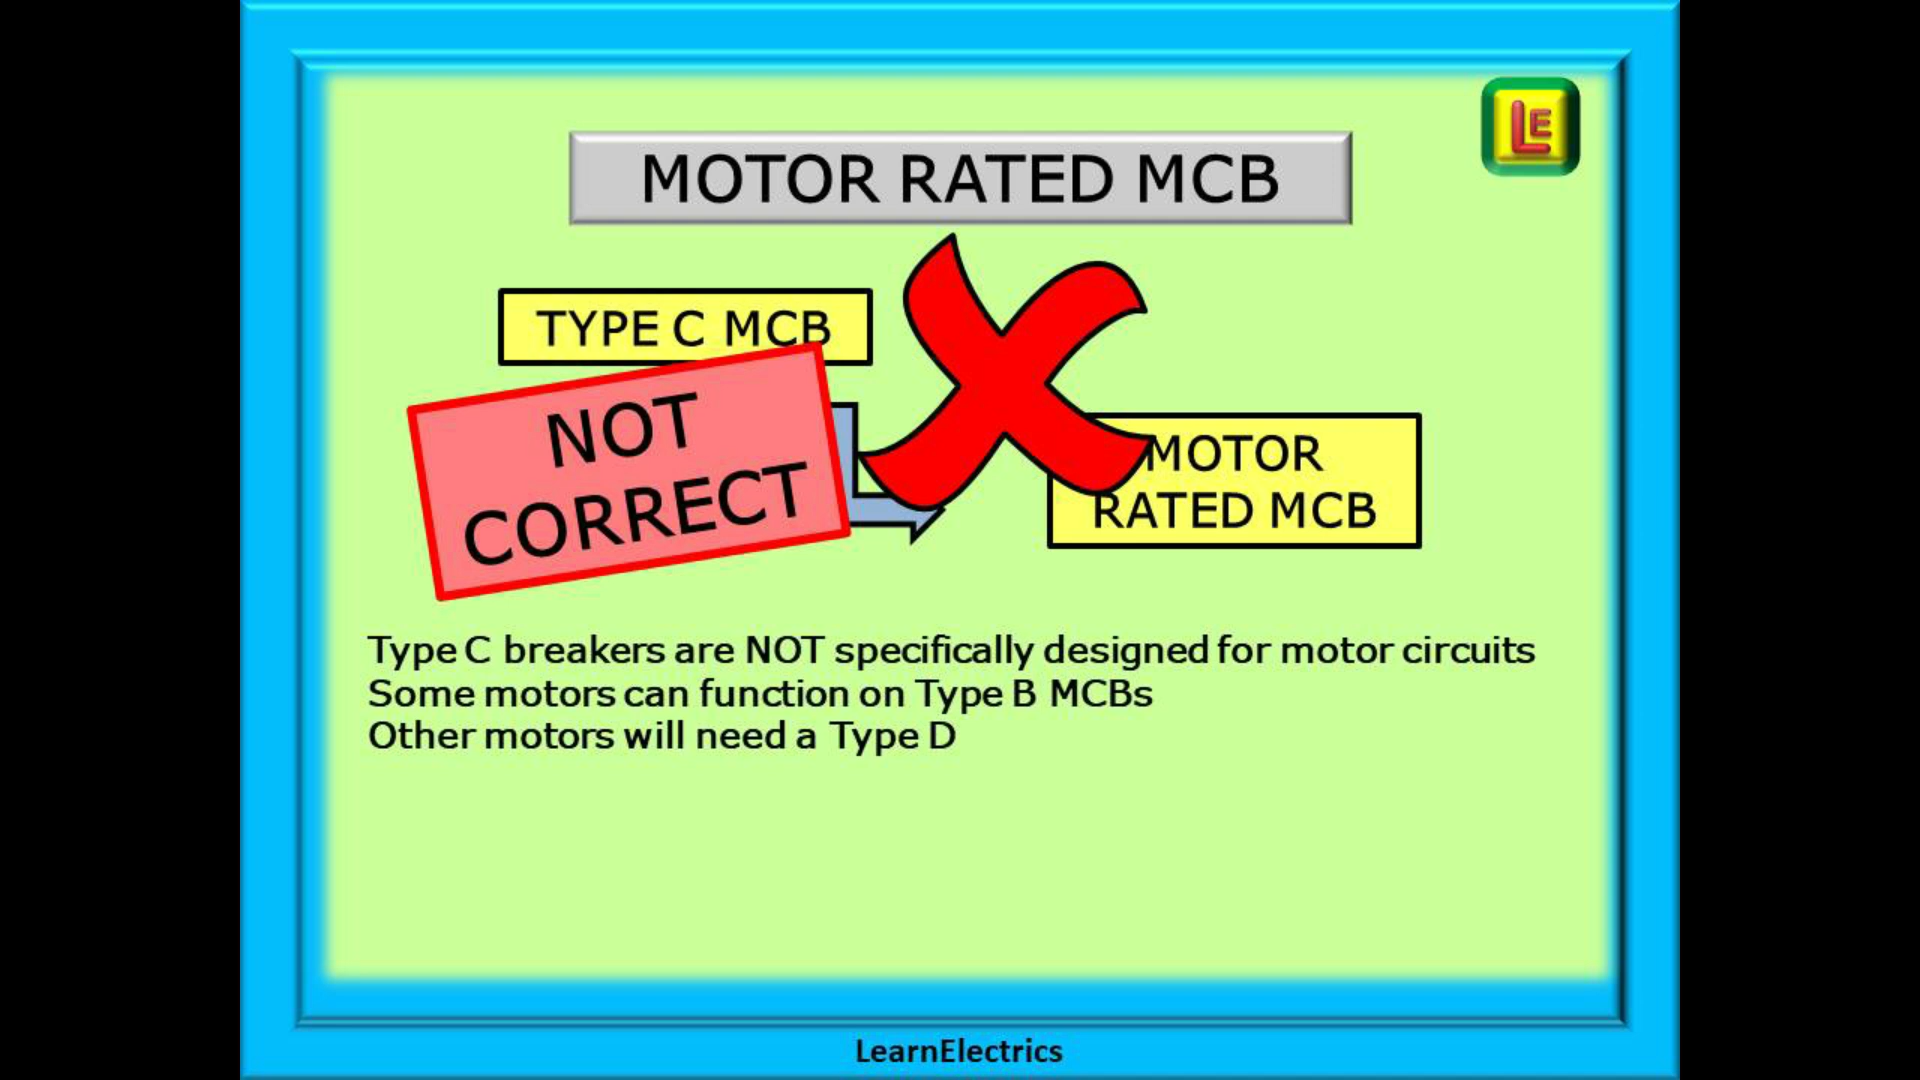 LE
MOTOR RATED MCB
TYPE C MCB
NOT
CORRECT
MOTOR
RATED MCB
Type C breakers are NOT specifically designed for motor circuits
Some motors can function on Type B MCBs
Other motors will need a Type D
LearnElectrics